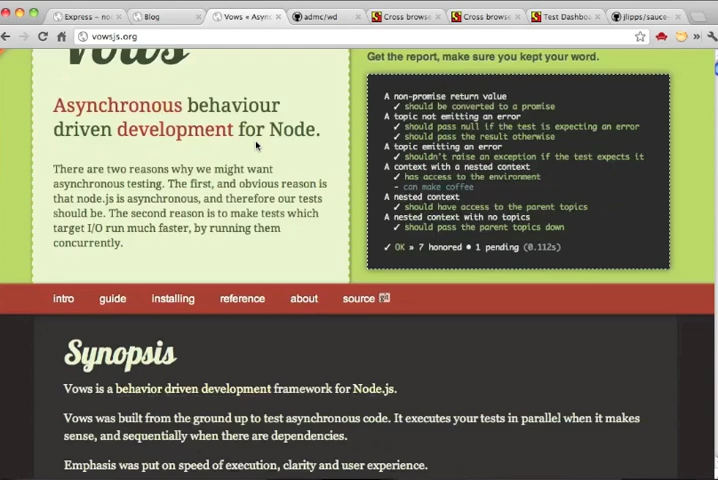 Express – no
Blog
Vows « Asyn
admc/wd
Cross browse
Cross browse
Test Dashbo
jlipps/sauce
vowsjs.org
vows
Get the report, make sure you kept your word.
Asynchronous behaviour
driven development for Node.
There are two reasons why we might want
asynchronous testing. The first, and obvious reason is
that node.js is asynchronous, and therefore our tests
should be. The second reason is to make tests which
target I/O run much faster, by running them
concurrently.
A non-promise return value
✓ should be converted to a promise
A topic not emitting an error
✓ should pass null if the test is expecting an error
✓ should pass the result otherwise
A topic emitting an error
✓ shouldn't raise an exception if the test expects it
A context with a nested context
✓ has access to the environment
- can make coffee
A nested context
✓ should have access to the parent topics
A nested context with no topics
✓ should pass the parent topics down
✓ OK » 7 honored • 1 pending (0.112s)
intro guide installing reference about source
Synopsis
Vows is a behavior driven development framework for Node.js.
Vows was built from the ground up to test asynchronous code. It executes your tests in parallel when it makes
sense, and sequentially when there are dependencies.
Emphasis was put on speed of execution, clarity and user experience.